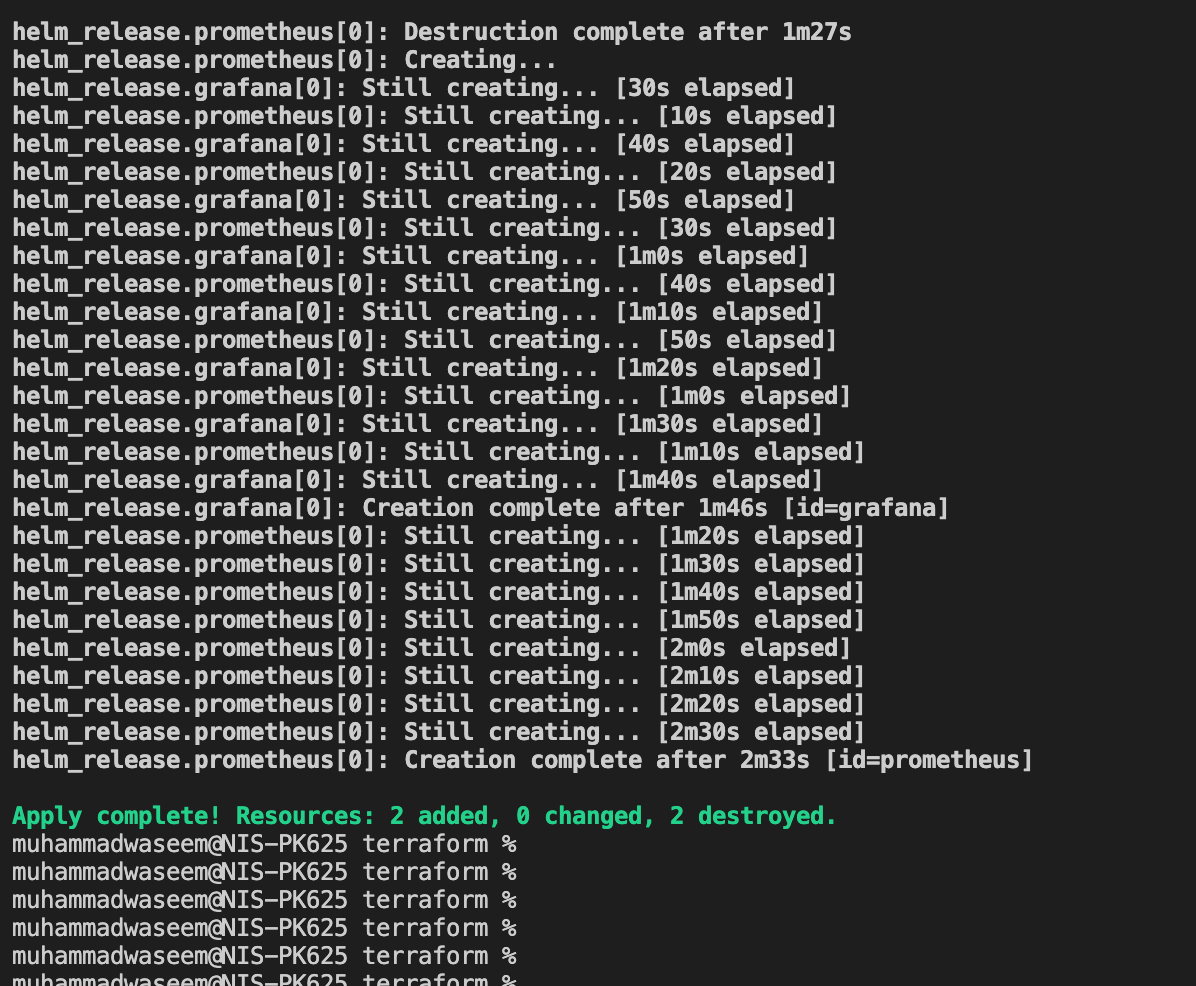 helm_release.prometheus[0]: Destruction complete after 1m27s
helm_release.prometheus[0]: Creating...
helm_release.grafana[0]: Still creating... [30s elapsed]
helm_release.prometheus[0]: Still creating... [10s elapsed]
helm_release.grafana[0]: Still creating... [40s elapsed]
helm_release.prometheus[0]: Still creating... [20s elapsed]
helm_release.grafana[0]: Still creating... [50s elapsed]
helm_release.prometheus[0]: Still creating... [30s elapsed]
helm_release.grafana[0]: Still creating... [1m0s elapsed]
helm_release.prometheus[0]: Still creating... [40s elapsed]
helm_release.grafana[0]: Still creating... [1m10s elapsed]
helm_release.prometheus[0]: Still creating... [50s elapsed]
helm_release.grafana[0]: Still creating... [1m20s elapsed]
helm_release.prometheus[0]: Still creating... [1m0s elapsed]
helm_release.grafana[0]: Still creating... [1m30s elapsed]
helm_release.prometheus[0]: Still creating... [1m10s elapsed]
helm_release.grafana[0]: Still creating... [1m40s elapsed]
helm_release.grafana[0]: Creation complete after 1m46s [id=grafana]
helm_release.prometheus[0]: Still creating... [1m20s elapsed]
helm_release.prometheus[0]: Still creating... [1m30s elapsed]
helm_release.prometheus[0]: Still creating... [1m40s elapsed]
helm_release.prometheus[0]: Still creating... [1m50s elapsed]
helm_release.prometheus[0]: Still creating... [2m0s elapsed]
helm_release.prometheus[0]: Still creating... [2m10s elapsed]
helm_release.prometheus[0]: Still creating... [2m20s elapsed]
helm_release.prometheus[0]: Still creating... [2m30s elapsed]
helm_release.prometheus[0]: Creation complete after 2m33s [id=prometheus]
Apply complete! Resources: 2 added, 0 changed, 2 destroyed.
muhammadwaseem@NIS-PK625 terraform %
muhammadwaseem@NIS-PK625 terraform %
muhammadwaseem@NIS-PK625 terraform %
muhammadwaseem@NIS-PK625 terraform %
muhammadwaseem@NIS-PK625 terraform %
muhammadwaseem@NIS-PK625 terraform %